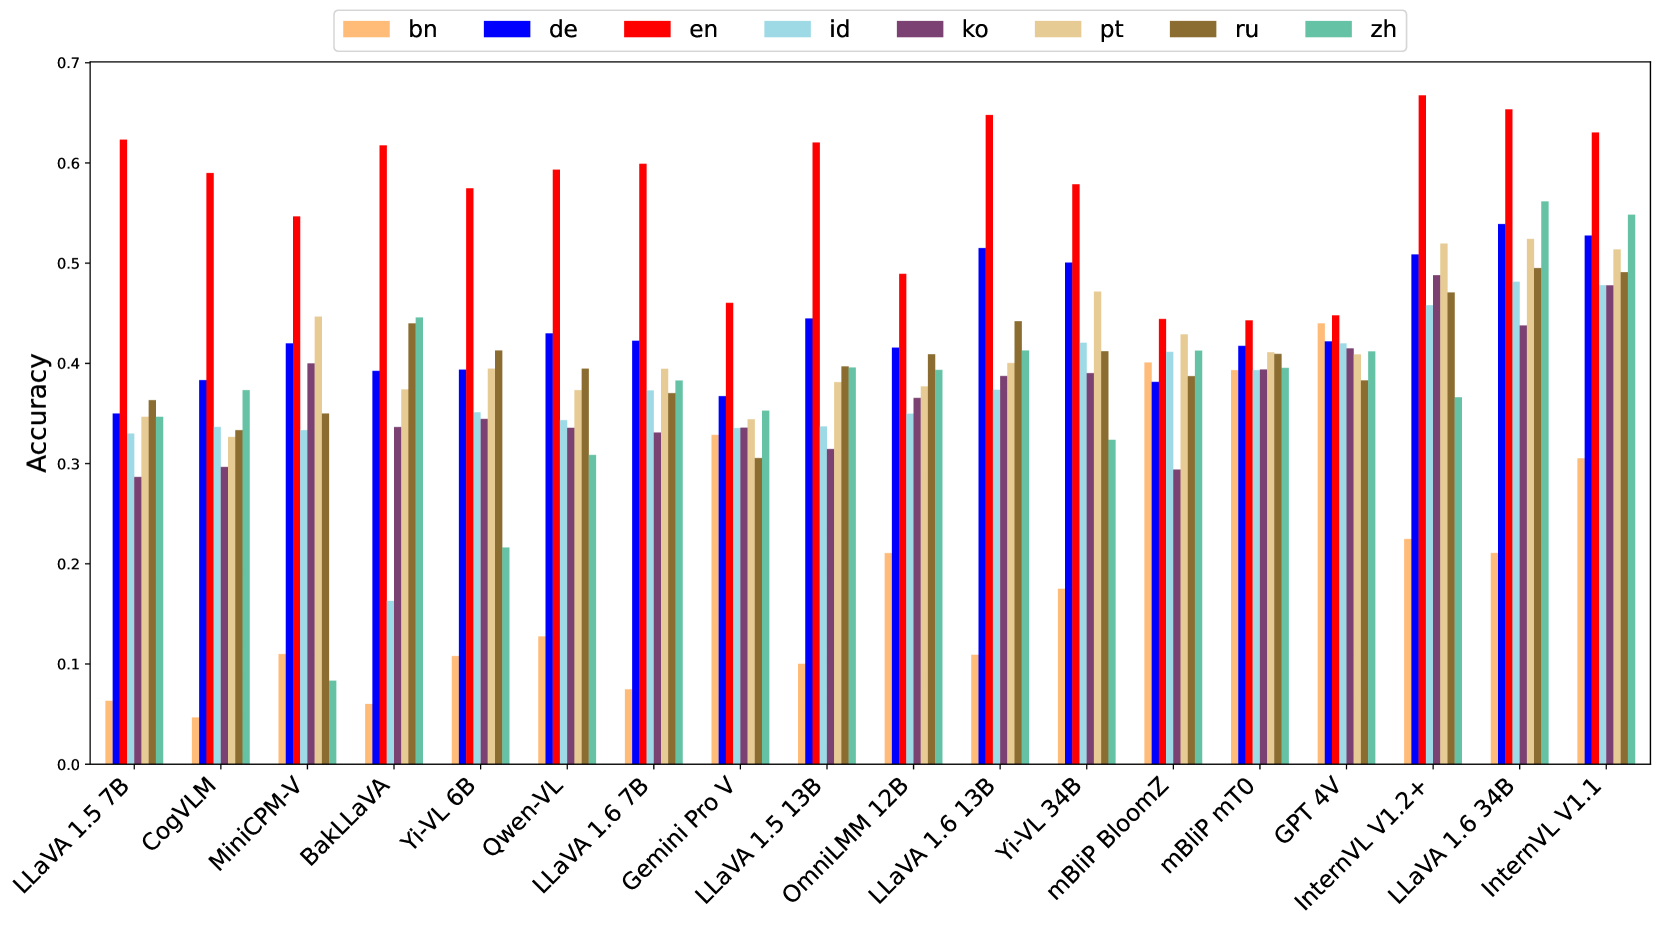 bn de en id ko pt ru zh
0.7
0.6
0.5
0.4
0.3
0.2
0.1
0.0
Accuracy
LLaVA 1.5 7B
CogVLM
MiniCPM-V
BakLLaVA
Yi-VL 6B
Qwen-VL
LLaVA 1.6 7B
Gemini Pro V
LLaVA 1.5 13B
OmniLMM 12B
LLaVA 1.6 13B
Yi-VL 34B
mBliP BloomZ
mBliP mT0
GPT 4V
InternVL V1.2+
LLaVA 1.6 34B
InternVL V1.1